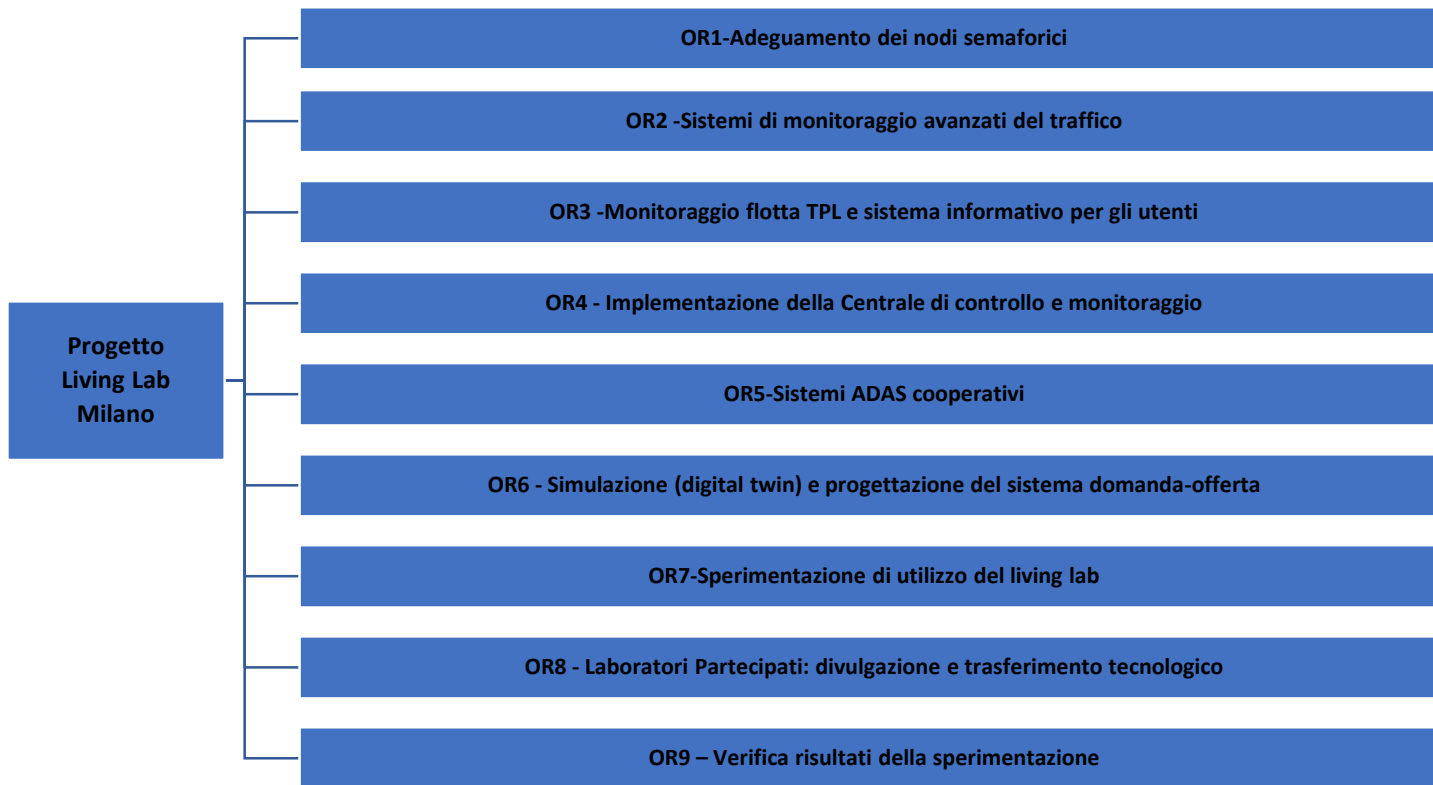 OR1-Adeguamento dei nodi semaforici
OR2 -Sistemi di monitoraggio avanzati del traffico
OR3 -Monitoraggio flotta TPL e sistema informativo per gli utenti
OR4 - Implementazione della Centrale di controllo e monitoraggio
Progetto
Living Lab
Milano
OR5-Sistemi ADAS cooperativi
OR6 - Simulazione (digital twin) e progettazione del sistema domanda-offerta
OR7-Sperimentazione di utilizzo del living lab
OR8 - Laboratori Partecipati: divulgazione e trasferimento tecnologico
OR9 – Verifica risultati della sperimentazione